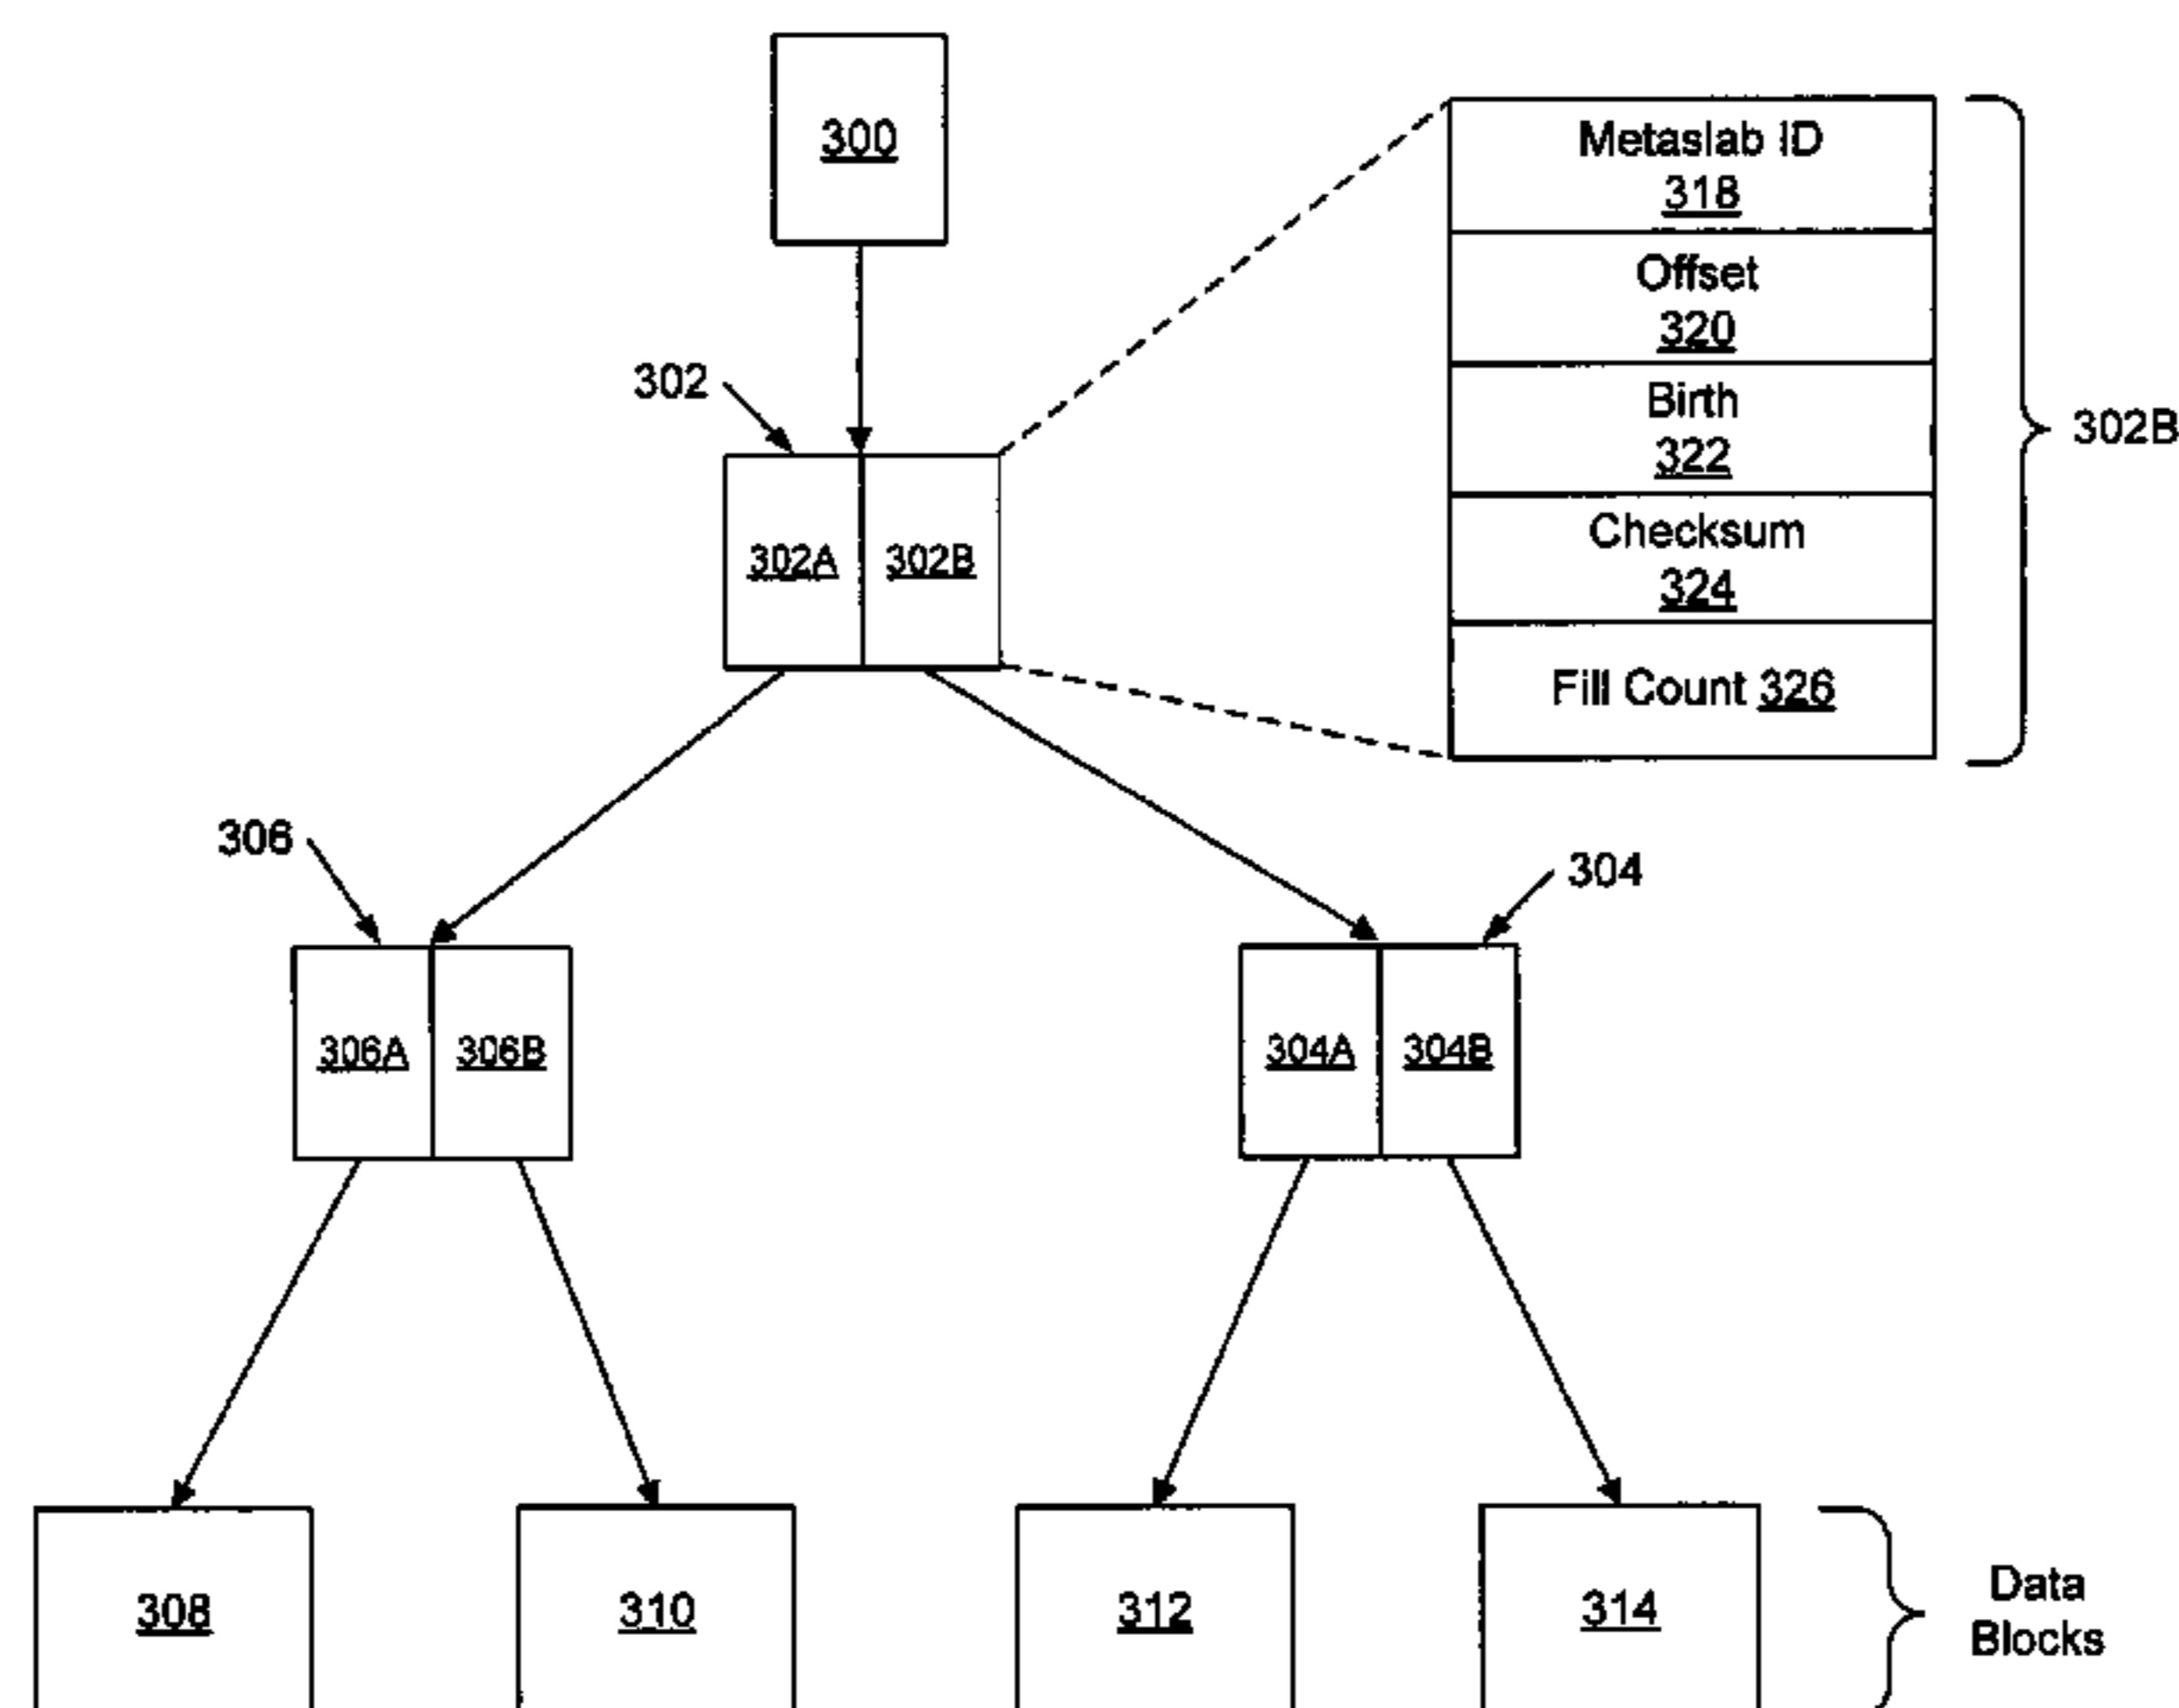 300
Metaslab ID
318
Offset
320
302
Birth
322
302B
Checksum
324
302A
302B
Fill Count 326
306
304
306A
306B
304A
304B
308
310
312
314
Data
Blocks